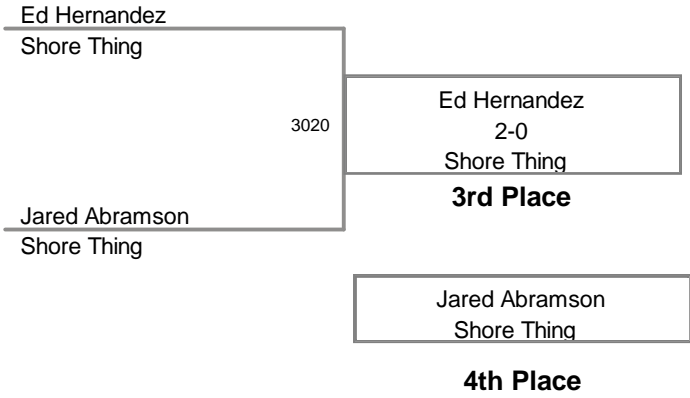 Ed Hernandez
Shore Thing
3020
Ed Hernandez
2-0
Shore Thing
3rd Place
Jared Abramson
Shore Thing
Jared Abramson
Shore Thing
4th Place